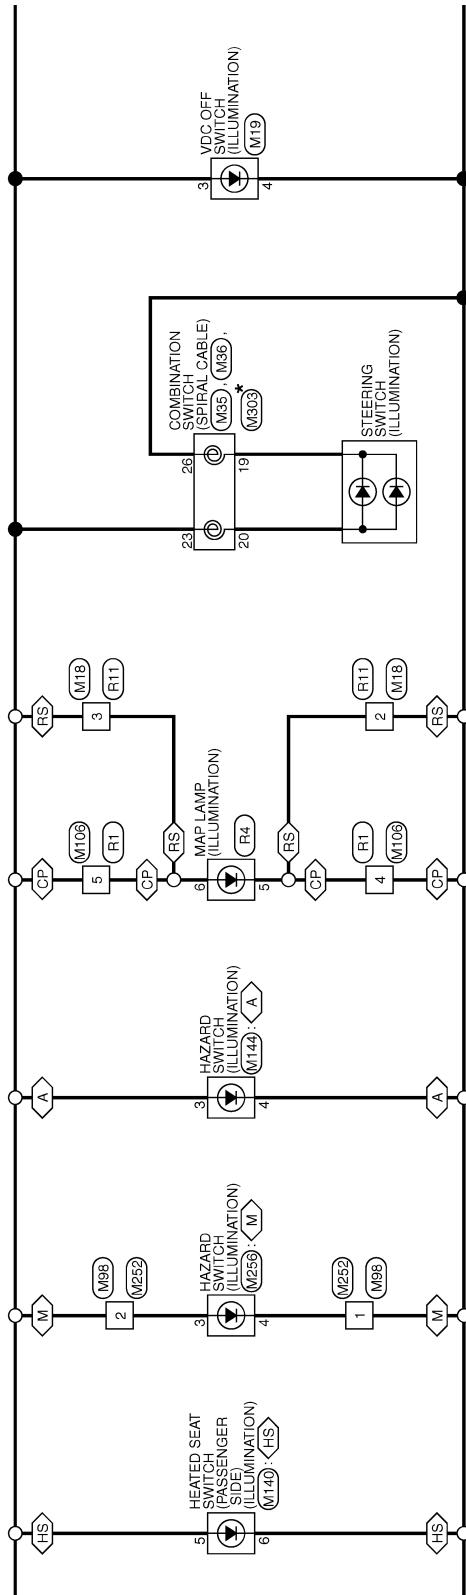 3
VDC OFF
SWITCH
(ILLUMINATION)
M19
4
COMBINATION
SWITCH
(SPIRAL CABLE)
M35 , M36 ,
*
M303
26
19
23
20
STEERING
SWITCH
(ILLUMINATION)
RS
M18
3
R11
RS
R11
2
M18
RS
CP
M106
5
R1
CP
6
MAP LAMP
(ILLUMINATION)
R4
5
RS
CP
R1
4
M106
CP
A
3
HAZARD
SWITCH
(ILLUMINATION)
M144 : A
4
A
M
M98
2
M252
3
HAZARD
SWITCH
(ILLUMINATION)
M256 : M
4
M252
1
M98
M
HS
5
HEATED SEAT
SWITCH
(PASSENGER
SIDE)
(ILLUMINATION)
M140 : HS
6
HS